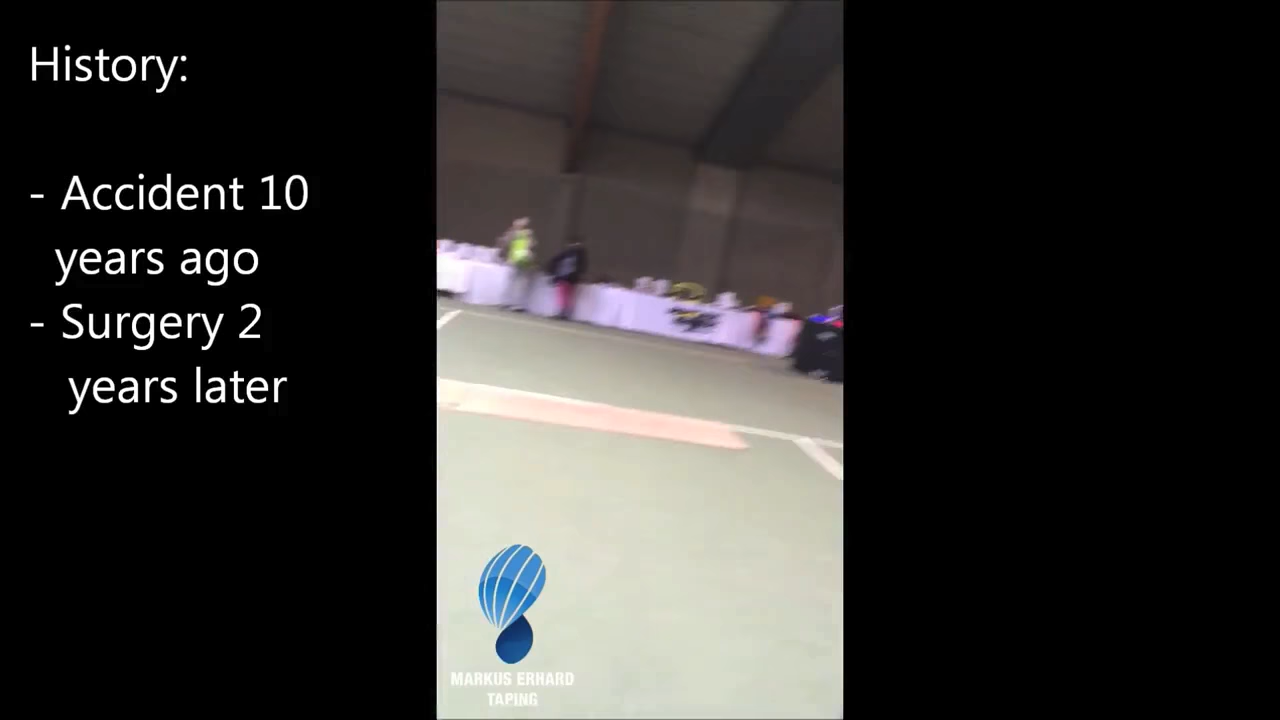 History:
- Accident 10
years ago
- Surgery 2
years later
MARKUS ERHARD
TAPING